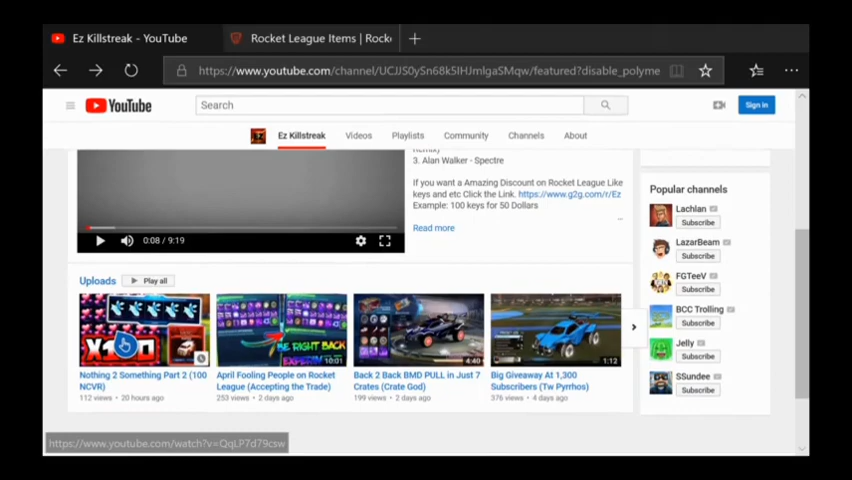 Ez Killstreak - YouTube
Rocket League Items | Rock
https://www.youtube.com/channel/UCJJS0ySn68k5IHJmlgaSMqw/featured?disable_polyme
YouTube
Search
Sign in
Ez Killstreak
Videos
Playlists
Community
Channels
About
3. Alan Walker - Spectre
If you want a Amazing Discount on Rocket League Like
keys and etc Click the Link. https://www.g2g.com/r/Ez
Example: 100 keys for 50 Dollars
Read more
0:08 / 9:19
Uploads
Play all
X100
BE RIGHT BACK
10:01
4:40
1:12
Nothing 2 Something Part 2 (100
NCVR)
112 views • 20 hours ago
April Fooling People on Rocket
League (Accepting the Trade)
253 views • 2 days ago
Back 2 Back BMD PULL in Just 7
Crates (Crate God)
199 views • 2 days ago
Big Giveaway At 1,300
Subscribers (Tw Pyrrhos)
376 views • 4 days ago
Popular channels
Lachlan
Subscribe
LazarBeam
Subscribe
FGTeeV
Subscribe
BCC Trolling
Subscribe
Jelly
Subscribe
SSundee
Subscribe
https://www.youtube.com/watch?v=QqLP7d79csw